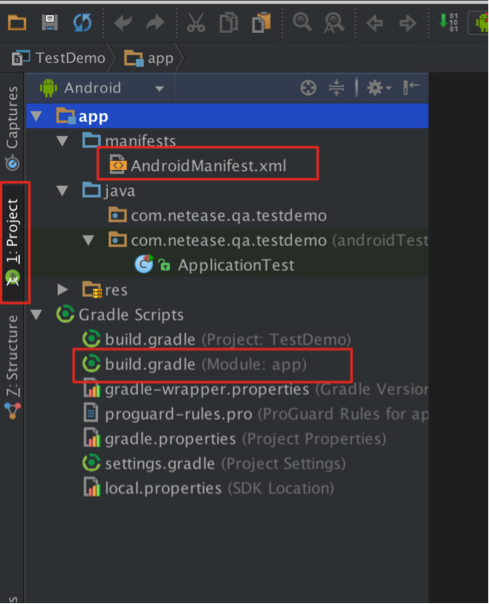 TestDemo app
Android
Captures
1: Project
Z: Structure
app
manifests
AndroidManifest.xml
java
com.netease.qa.testdemo
com.netease.qa.testdemo (androidTest
ApplicationTest
res
Gradle Scripts
build.gradle (Project: TestDemo)
build.gradle (Module: app)
gradle-wrapper.properties (Gradle Version
proguard-rules.pro (ProGuard Rules for ap
gradle.properties (Project Properties)
settings.gradle (Project Settings)
local.properties (SDK Location)